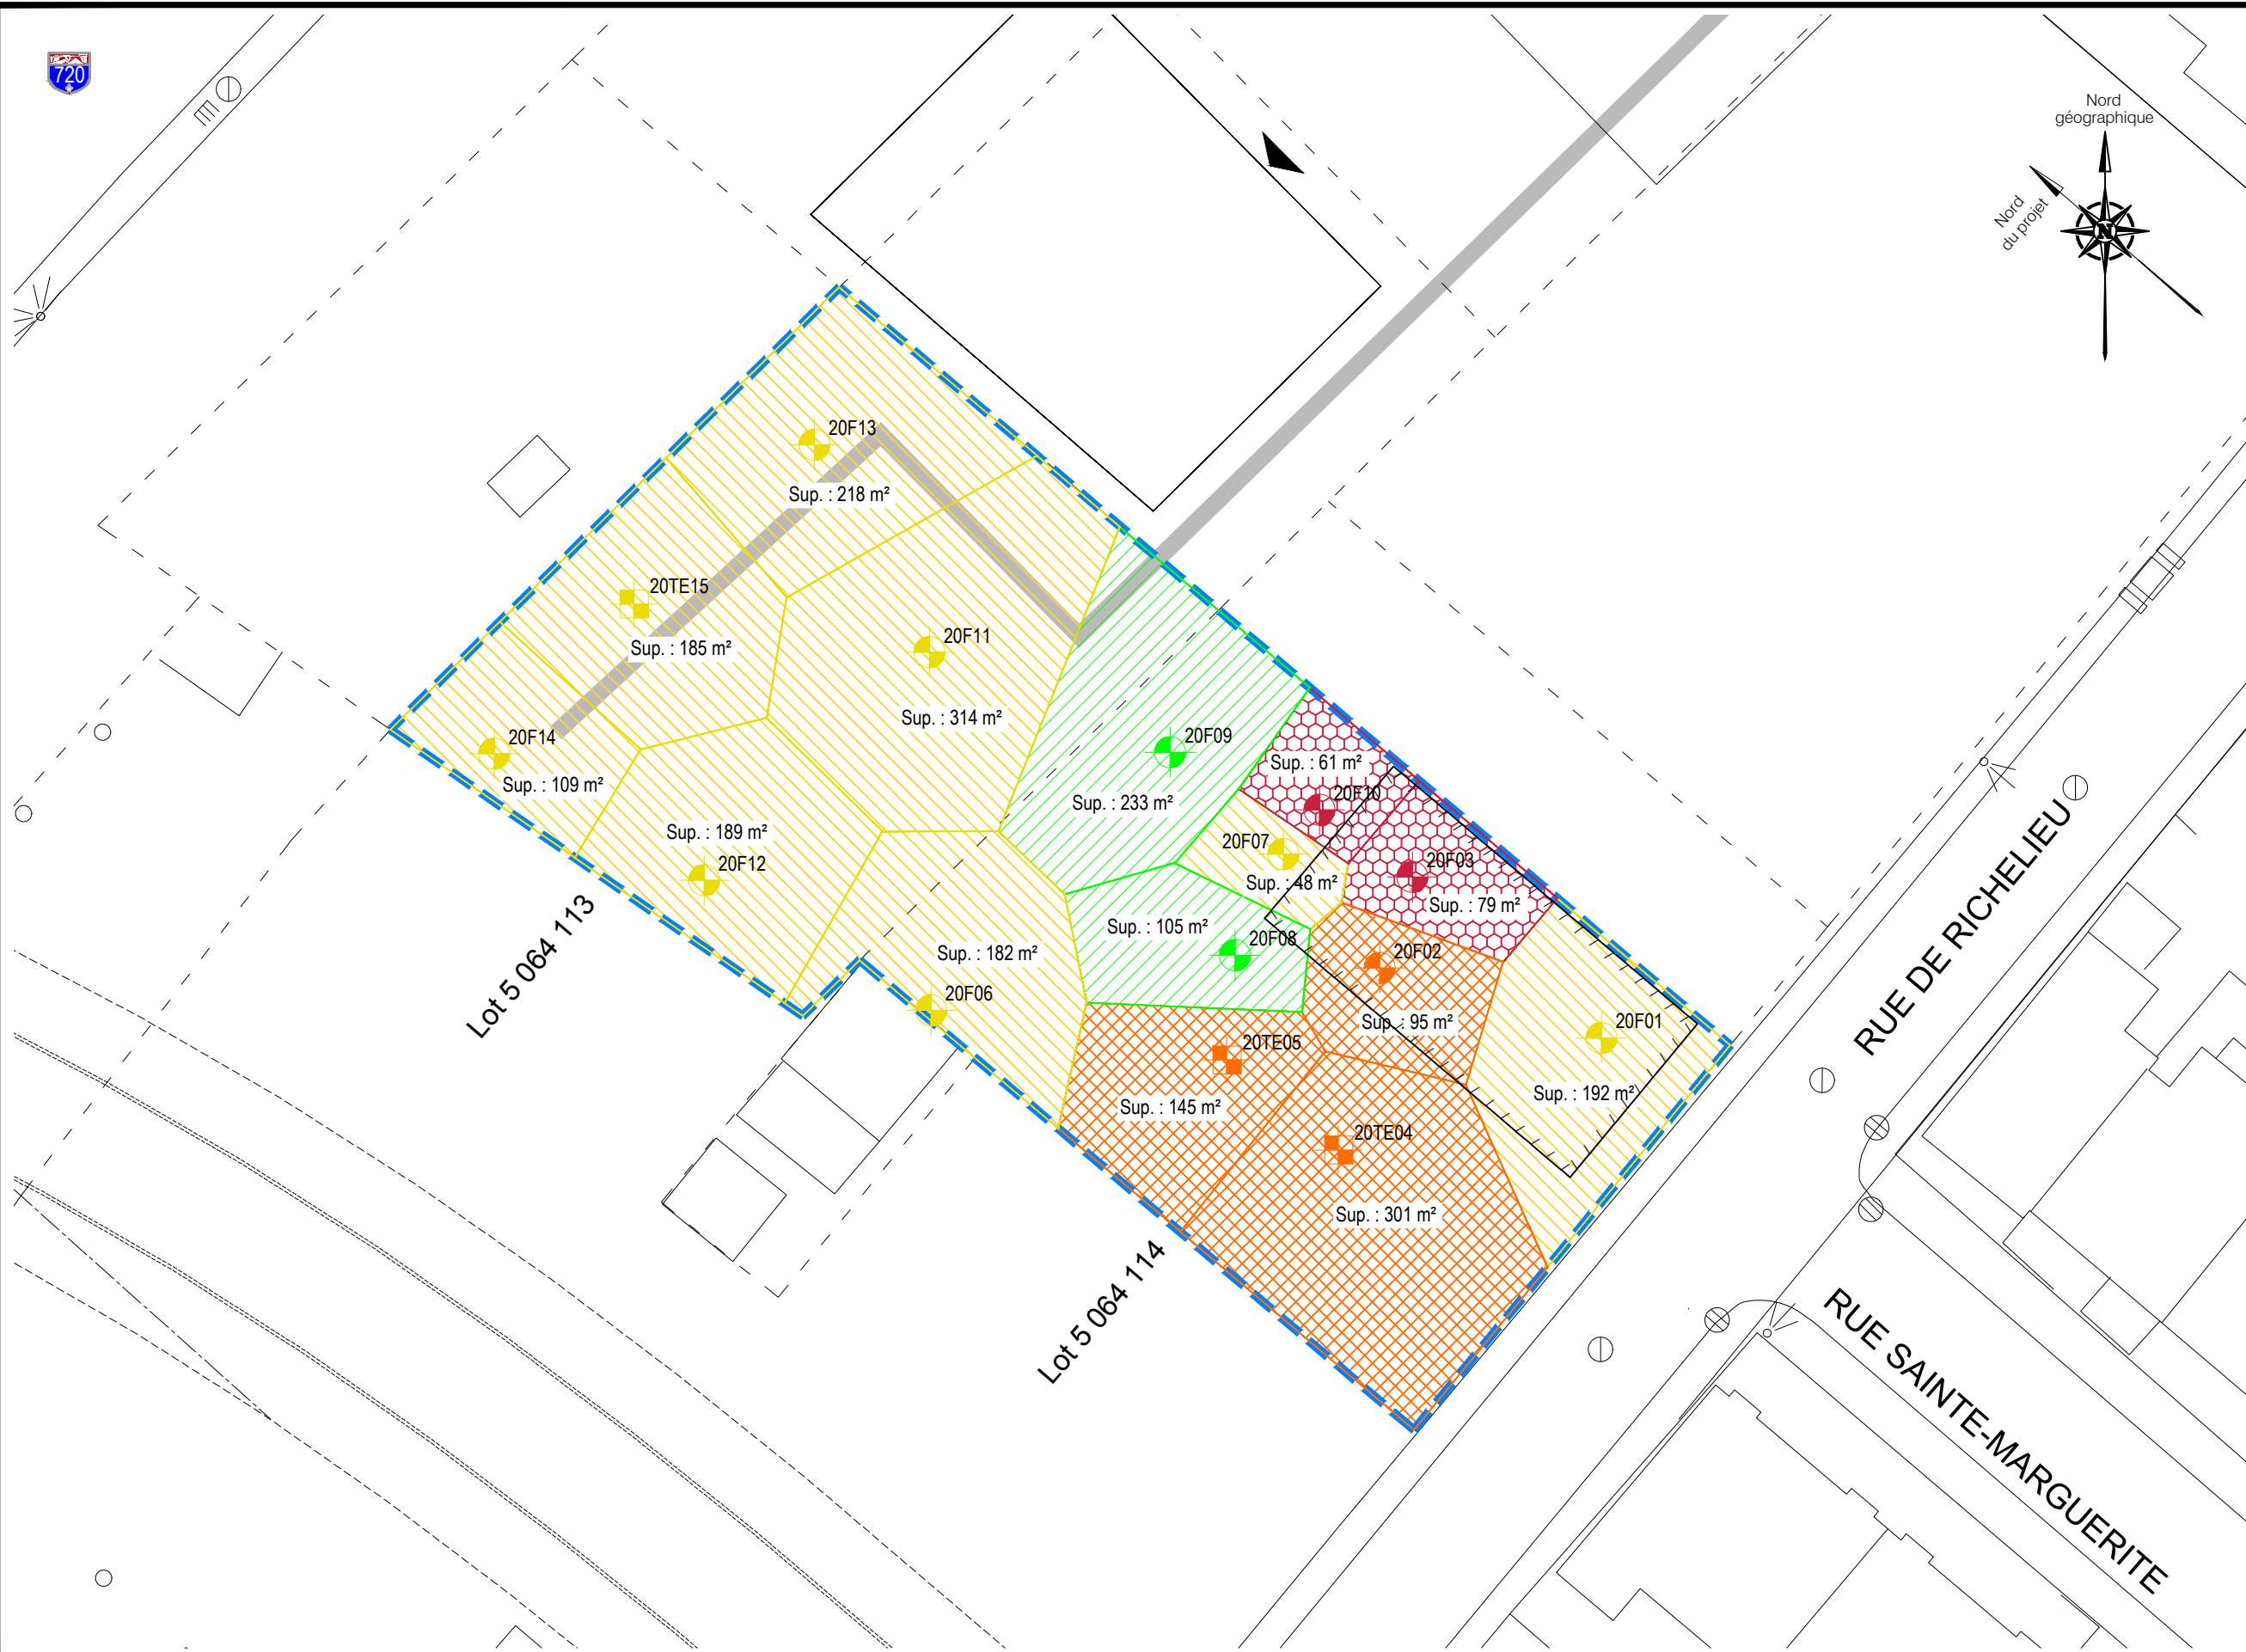 720
Nord
géographique
Nord
du projet
N
20F13
Sup. : 218 m²
20TE15
Sup. : 185 m²
20F11
Sup. : 314 m²
20F14
Sup. : 109 m²
20F09
Sup. : 233 m²
Sup. : 61 m²
20F10
Sup. : 189 m²
20F12
20F07
Sup. : 48 m²
20F03
Sup. : 79 m²
Sup. : 105 m²
20F08
20F02
Sup. : 95 m²
Sup. : 182 m²
20F06
20F01
Sup. : 192 m²
20TE05
Sup. : 145 m²
20TE04
Sup. : 301 m²
Lot 5 064 113
Lot 5 064 114
RUE DE RICHELIEU
RUE SAINTE-MARGUERITE